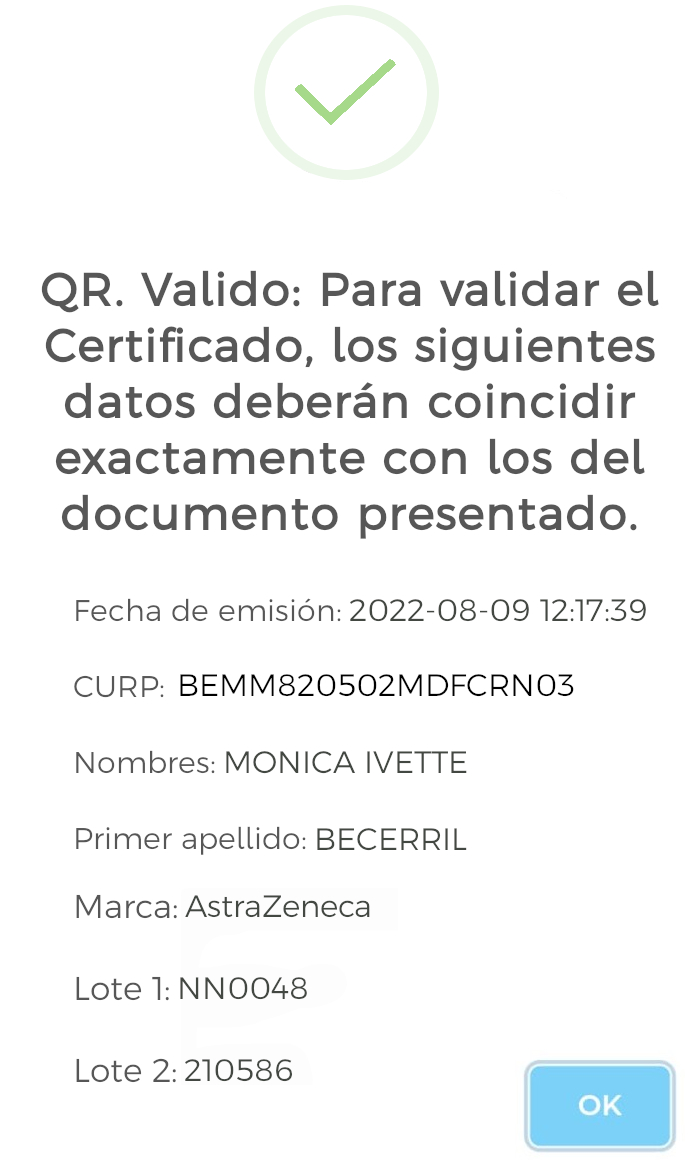 QR. Valido: Para validar el
Certificado, los siguientes
datos deberán coincidir
exactamente con los del
documento presentado.
Fecha de emisión: 2022-08-09 12:17:39
CURP: BEMM820502MDFCRN03
Nombres: MONICA IVETTE
Primer apellido: BECERRIL
Marca: AstraZeneca
Lote 1: NN0048
Lote 2: 210586
OK